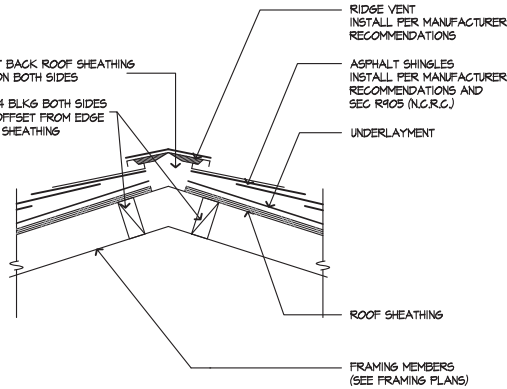 RIDGE VENT
INSTALL PER MANUFACTURER
RECOMMENDATIONS
BACK ROOF SHEATHING
ON BOTH SIDES
BLKG BOTH SIDES
OFFSET FROM EDGE
SHEATHING
ASPHALT SHINGLES
INSTALL PER MANUFACTURER
RECOMMENDATIONS AND
SEC R905 (N.C.R.C.)
UNDERLAYMENT
ROOF SHEATHING
FRAMING MEMBERS
(SEE FRAMING PLANS)